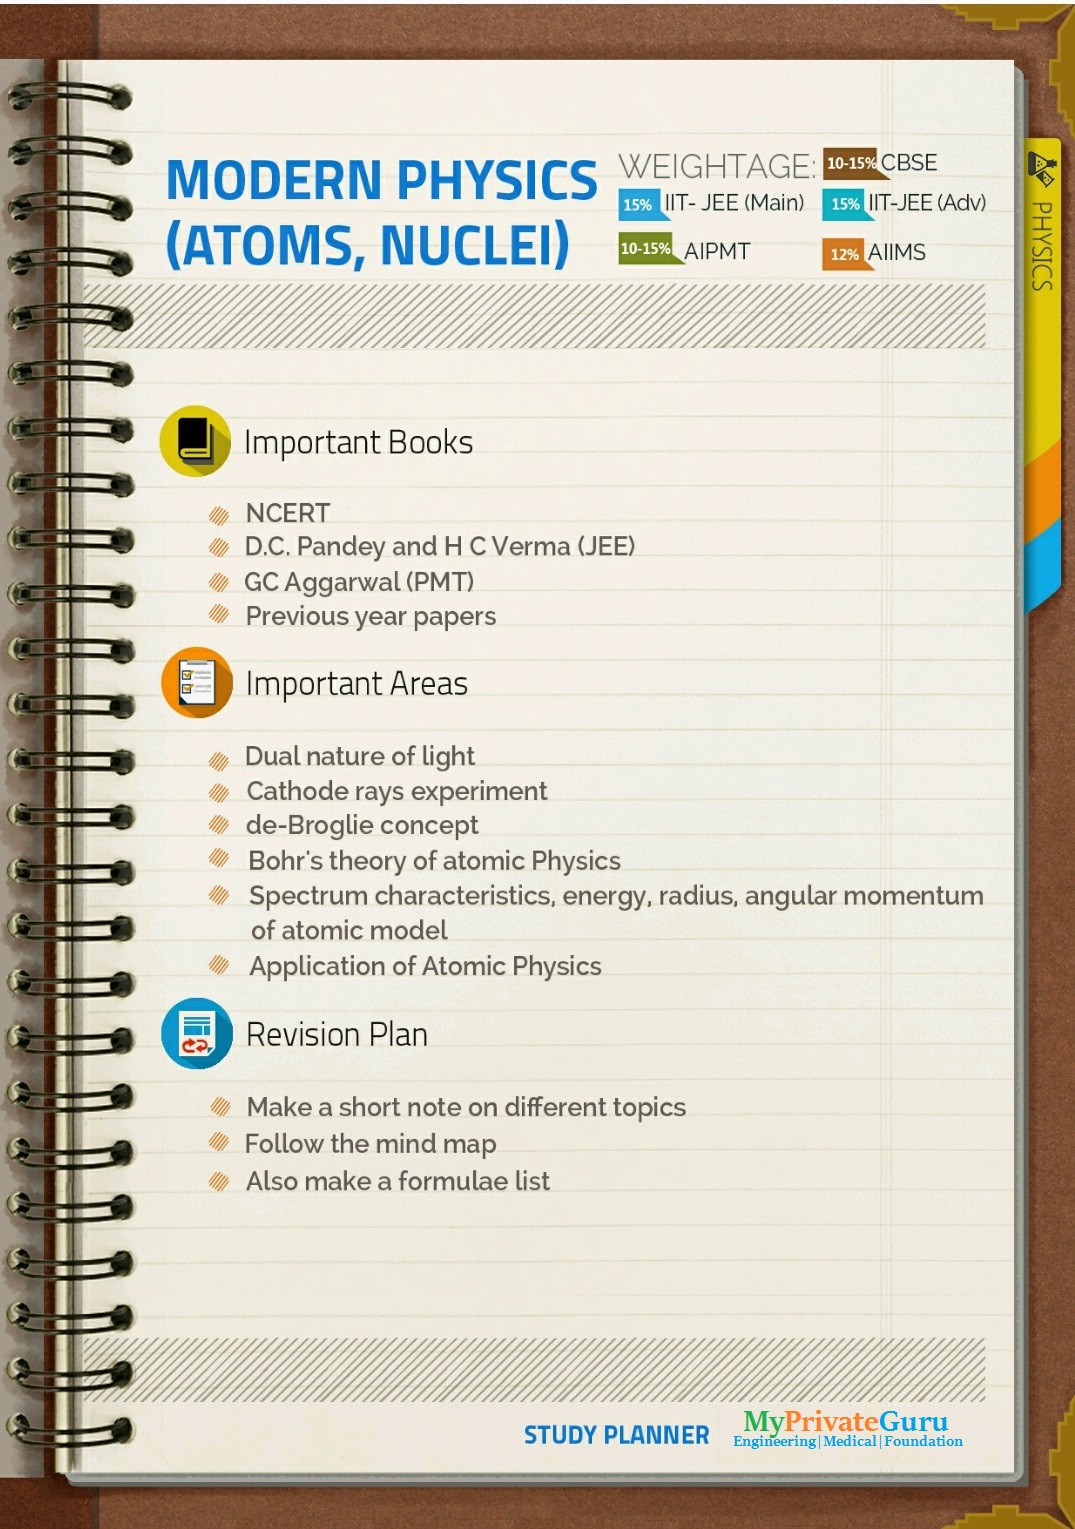 MODERN PHYSICS
(ATOMS, NUCLEI)
WEIGHTAGE: 10-15% CBSE
15% IIT- JEE (Main) 15% IIT-JEE (Adv)
10-15% AIPMT 12% AIIMS
PHYSICS
Important Books
NCERT
D.C. Pandey and H C Verma (JEE)
GC Aggarwal (PMT)
Previous year papers
Important Areas
Dual nature of light
Cathode rays experiment
de-Broglie concept
Bohr's theory of atomic Physics
Spectrum characteristics, energy, radius, angular momentum
of atomic model
Application of Atomic Physics
Revision Plan
Make a short note on different topics
Follow the mind map
Also make a formulae list
STUDY PLANNER
MyPrivateGuru
Engineering|Medical|Foundation